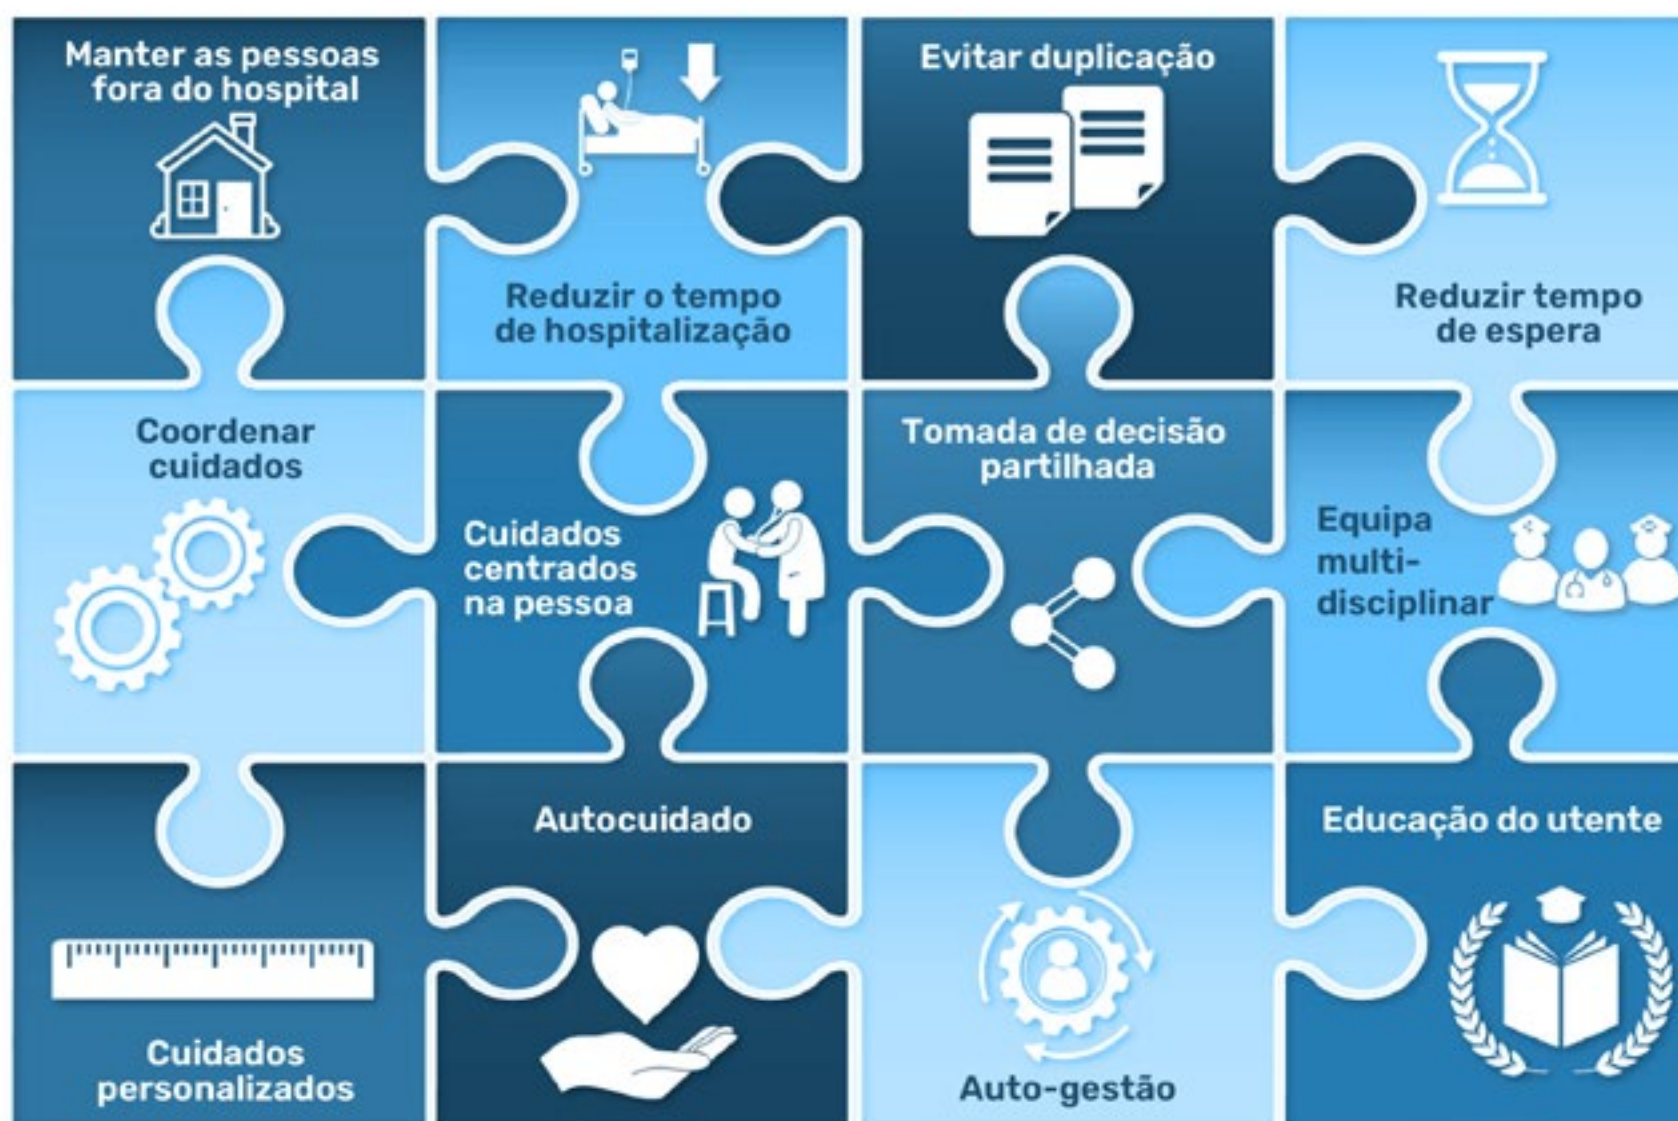 Manter as pessoas
fora do hospital
Reduzir o tempo
de hospitalização
Evitar duplicação
Reduzir tempo
de espera
Coordenar
cuidados
Cuidados
centrados
na pessoa
Tomada de decisão
partilhada
Equipa
multi-
disciplinar
Cuidados
personalizados
Autocuidado
Auto-gestão
Educação do utente